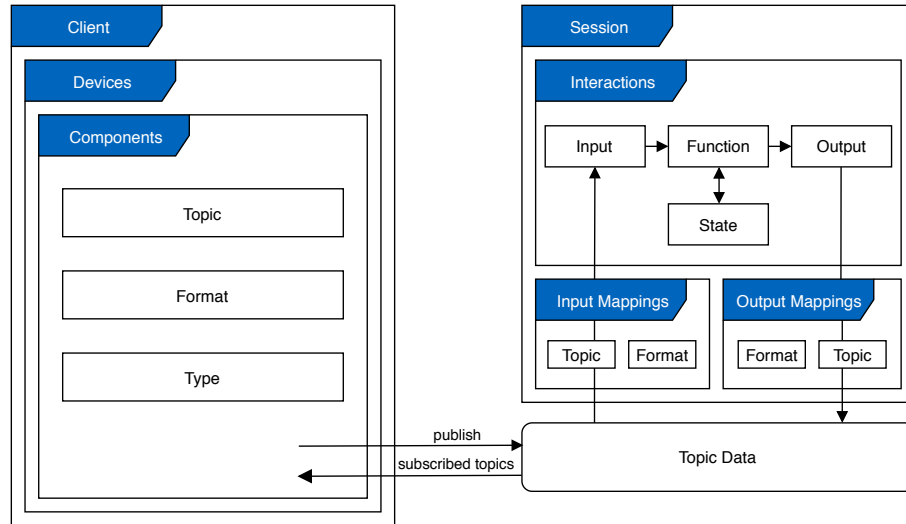 Client
Devices
Components
Topic
Format
Type
publish
subscribed topics
Session
Interactions
Input
Function
Output
State
Input Mappings
Topic
Format
Output Mappings
Format
Topic
Topic Data